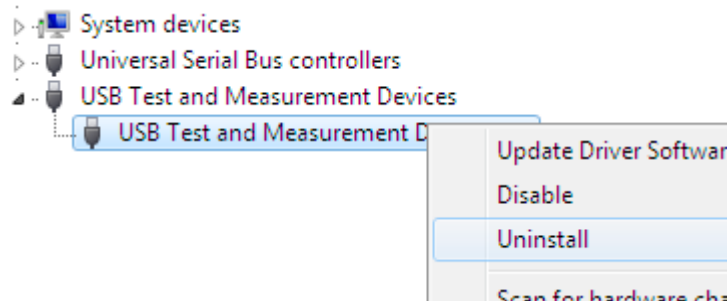 System devices
Universal Serial Bus controllers
USB Test and Measurement Devices
USB Test and Measurement D
Update Driver Softwar
Disable
Uninstall
Scan for hardware cha